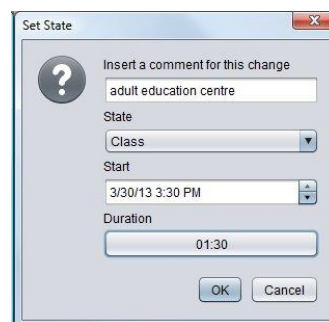 Set State
Insert a comment for this change
adult education centre
State
Class
Start
3/30/13 3:30 PM
Duration
01:30
OK Cancel